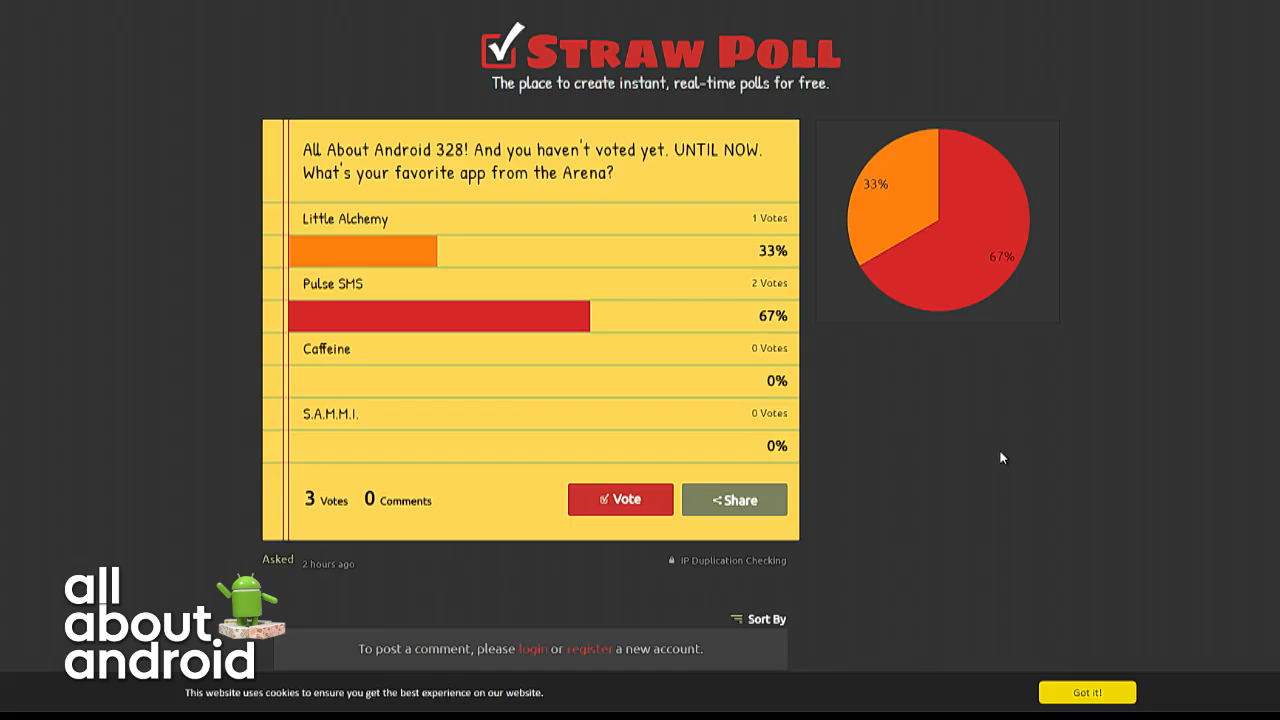 STRAW POLL
The place to create instant, real-time polls for free.
All About Android 328! And you haven't voted yet. UNTIL NOW.
What's your favorite app from the Arena?
Little Alchemy 1 Votes
33%
Pulse SMS 2 Votes
67%
Caffeine 0 Votes
0%
S.A.M.M.I. 0 Votes
0%
3 Votes 0 Comments Vote Share
33%
67%
Asked 2 hours ago IP Duplication Checking
Sort By
To post a comment, please login or register a new account.
all
about
android
This website uses cookies to ensure you get the best experience on our website. Got it!